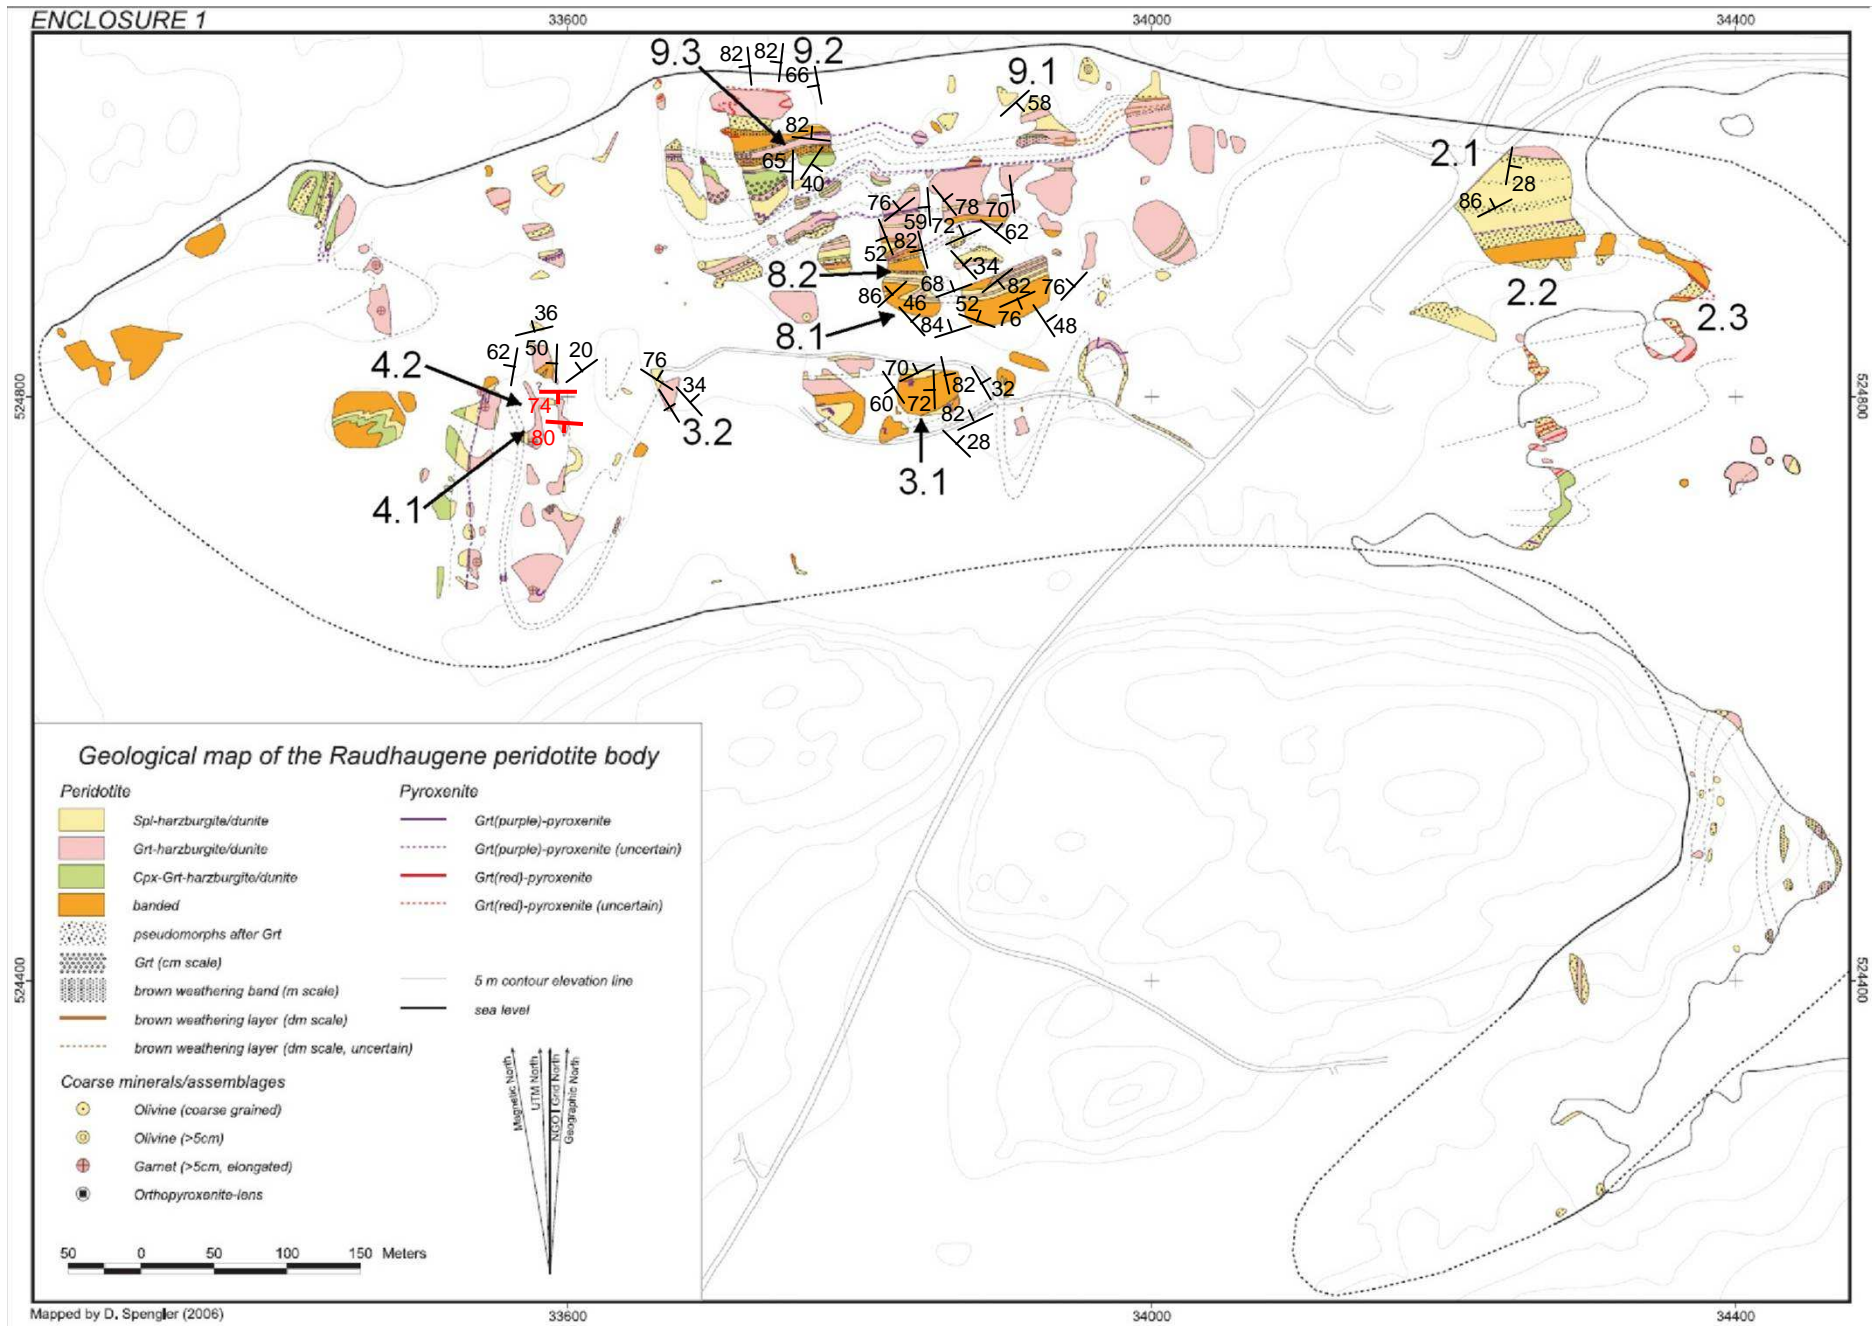 ENCLOSURE 1
33600
34000
34400
9.3
82
82
9.2
66
9.1
58
82
65
40
2.1
28
86
76
59
72
78
70
62
52
82
34
8.2
68
82
76
86
46
52
76
48
8.1
84
2.2
2.3
36
62
50
20
4.2
76
34
74
80
3.2
4.1
70
82
32
60
72
82
28
3.1
524800
524800
524400
524400
Geological map of the Raudhaugene peridotite body
Peridotite
Spl-harzburgite/dunite
Grt-harzburgite/dunite
Cpx-Grt-harzburgite/dunite
banded
pseudomorphs after Grt
Grt (cm scale)
brown weathering band (m scale)
brown weathering layer (dm scale)
brown weathering layer (dm scale, uncertain)
Coarse minerals/assemblages
Olivine (coarse grained)
Olivine (>5cm)
Garnet (>5cm, elongated)
Orthopyroxenite-lens
Pyroxenite
Grt(purple)-pyroxenite
Grt(purple)-pyroxenite (uncertain)
Grt(red)-pyroxenite
Grt(red)-pyroxenite (uncertain)
5 m contour elevation line
sea level
Magnetic North
UTM North
NGO I Grid North
Geographic North
50 0 50 100 150 Meters
Mapped by D. Spengler (2006)
33600
34000
34400